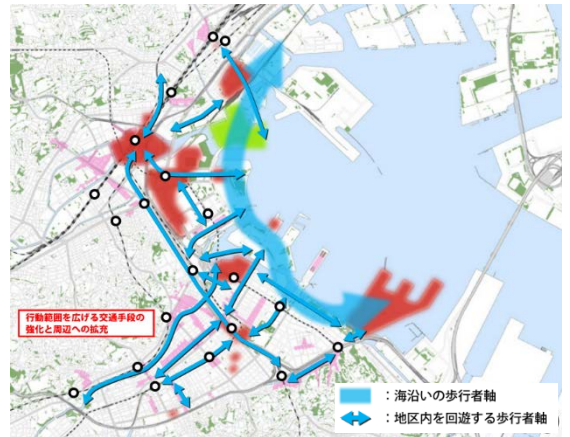 行動範囲を広げる交通手段の
強化と周辺への拡充
：海沿いの歩行者軸
：地区内を回遊する歩行者軸